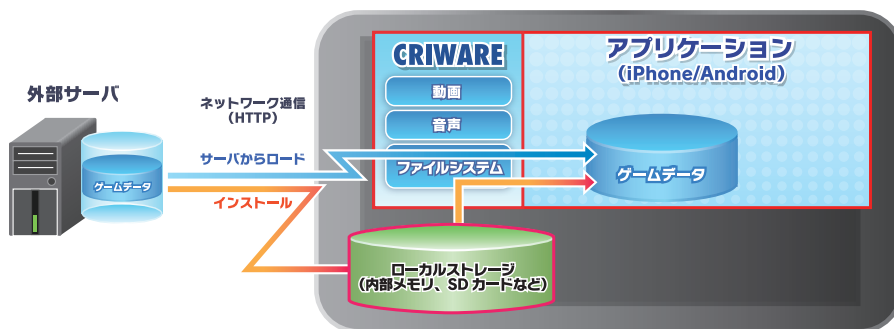 外部サーバ
ゲームデータ
ネットワーク通信
(HTTP)
サーバからロード
インストール
CRIWARE
動画
音声
ファイルシステム
アプリケーション
(iPhone/Android)
ゲームデータ
ローカルストレージ
(内部メモリ、SDカードなど)